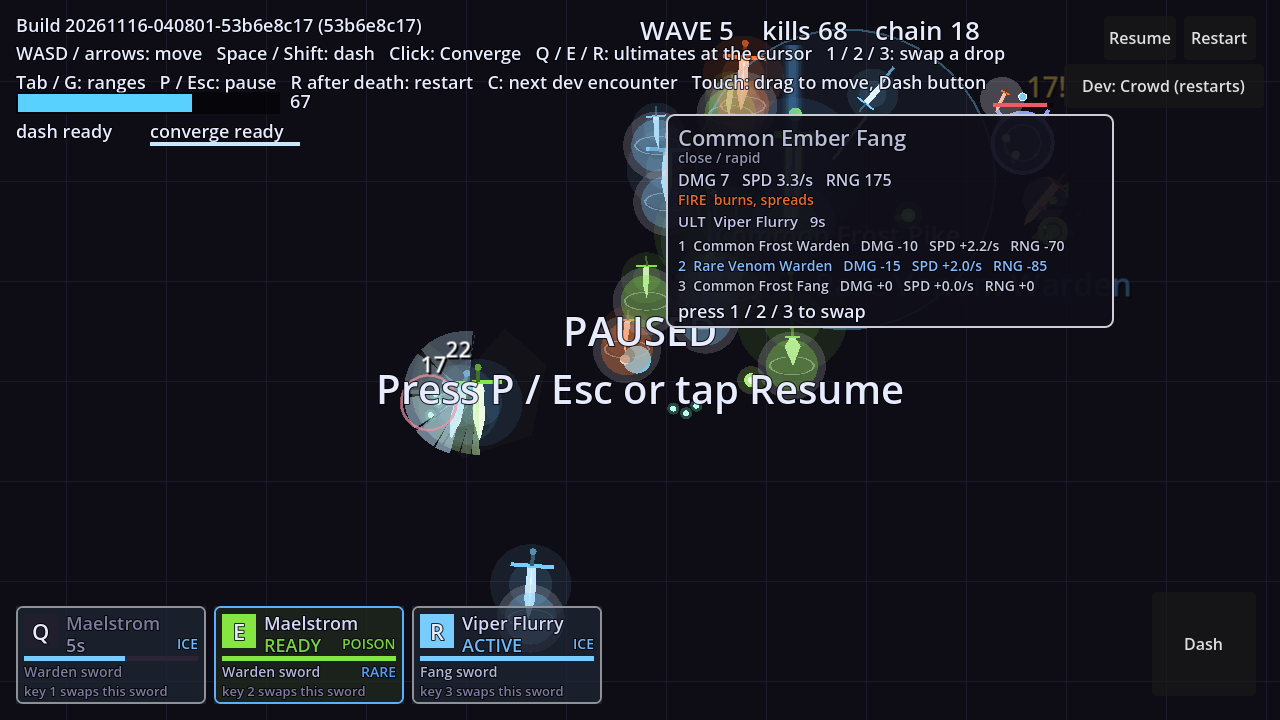 Build 20261116-040801-53b6e8c17 (53b6e8c17)
WAVE 5 kills 68 chain 18
Resume
Restart
WASD / arrows: move Space / Shift: dash Click: Converge Q / E / R: ultimates at the cursor 1 / 2 / 3: swap a drop
Tab / G: ranges P / Esc: pause R after death: restart C: next dev encounter Touch: drag to move, Dash button
17!
Dev: Crowd (restarts)
67
dash ready
converge ready
Common Ember Fang
close / rapid
DMG 7 SPD 3.3/s RNG 175
FIRE burns, spreads
ULT Viper Flurry 9s
1 Common Frost Warden DMG -10 SPD +2.2/s RNG -70
2 Rare Venom Warden DMG -15 SPD +2.0/s RNG -85
3 Common Frost Fang DMG +0 SPD +0.0/s RNG +0
press 1 / 2 / 3 to swap
PAUSED
22
17
Press P / Esc or tap Resume
Q
Maelstrom
5s
ICE
Warden sword
key 1 swaps this sword
E
Maelstrom
READY
POISON
Warden sword
RARE
key 2 swaps this sword
R
Viper Flurry
ACTIVE
ICE
Fang sword
key 3 swaps this sword
Dash